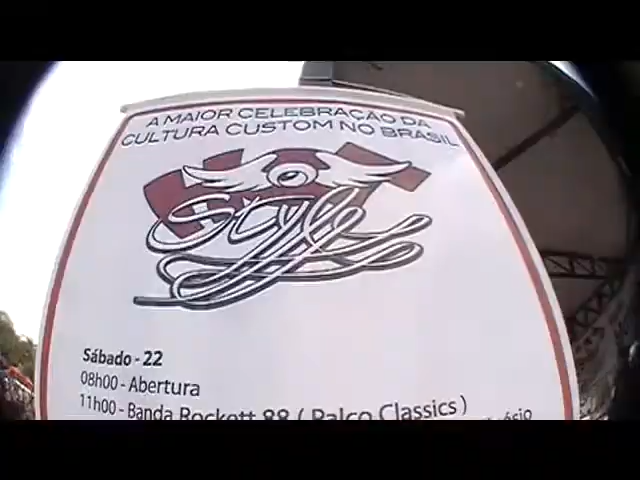 A MAIOR CELEBRAÇÃO DA
CULTURA CUSTOM NO BRASIL
Style
Sábado - 22
08h00 - Abertura
11h00 - Banda Rockett 88 ( Palco Classics )